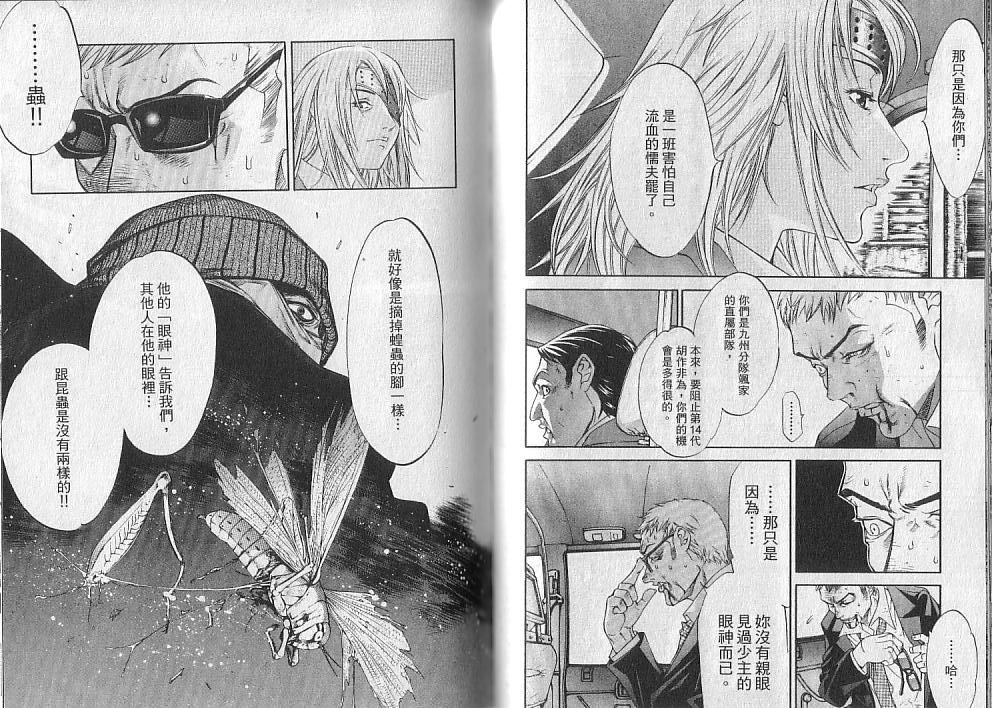 那只是因為你們…
是一班害怕自己
流血的懦夫罷了。
………
你們是九州分隊颯家
的直屬部隊，
本來，要阻止第14代
胡作非為，你們的機
會是多得很的。
………哈…
……那只是
因為……
妳沒有親眼
見過少主的
眼神而已。
………蟲!!
就好像是摘掉蝗蟲的腳一樣…
他的「眼神」告訴我們，
其他人在他的眼裡…
跟昆蟲是沒有兩樣的!!